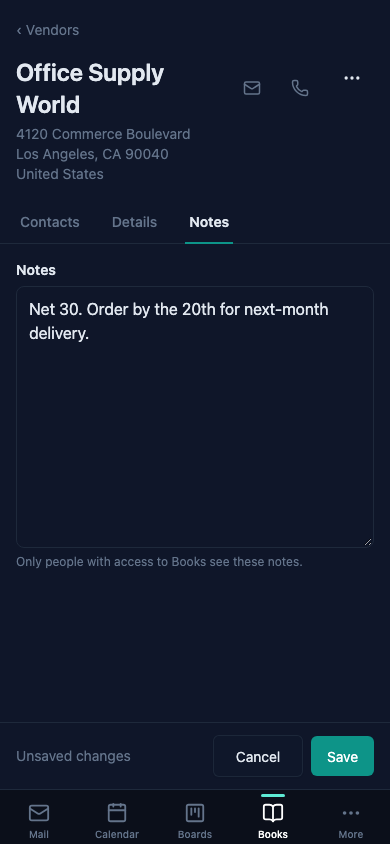 ‹ Vendors
Office Supply
World
4120 Commerce Boulevard
Los Angeles, CA 90040
United States
Contacts
Details
Notes
Notes
Net 30. Order by the 20th for next-month
delivery.
Only people with access to Books see these notes.
Unsaved changes
Cancel
Save
Mail
Calendar
Boards
Books
More